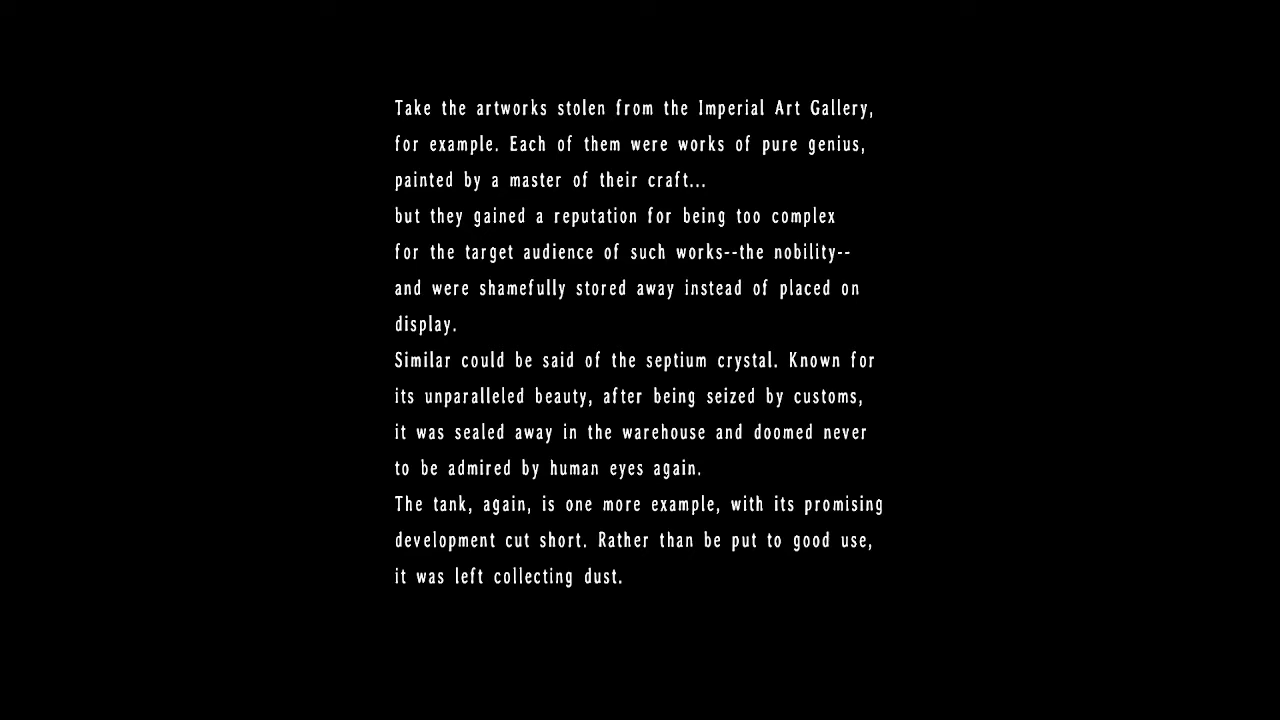 Take the artworks stolen from the Imperial Art Gallery,
for example. Each of them were works of pure genius,
painted by a master of their craft...
but they gained a reputation for being too complex
for the target audience of such works--the nobility--
and were shamefully stored away instead of placed on
display.
Similar could be said of the septium crystal. Known for
its unparalleled beauty, after being seized by customs,
it was sealed away in the warehouse and doomed never
to be admired by human eyes again.
The tank, again, is one more example, with its promising
development cut short. Rather than be put to good use,
it was left collecting dust.